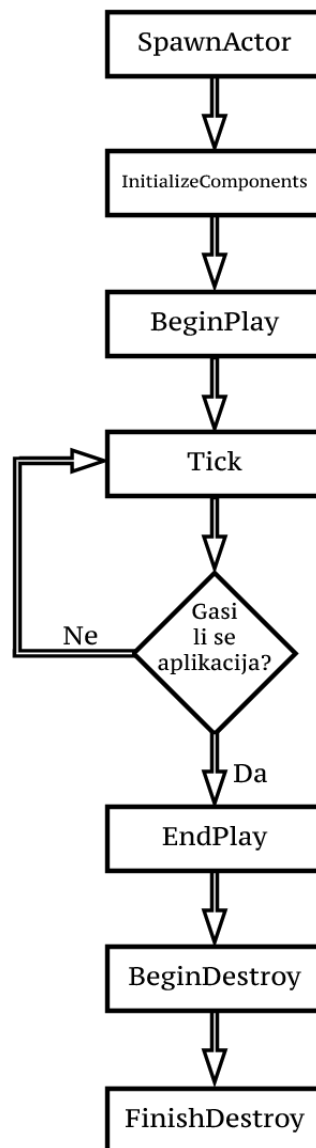 SpawnActor
InitializeComponents
BeginPlay
Tick
Gasi
li se
aplikacija?
Ne
Da
EndPlay
BeginDestroy
FinishDestroy